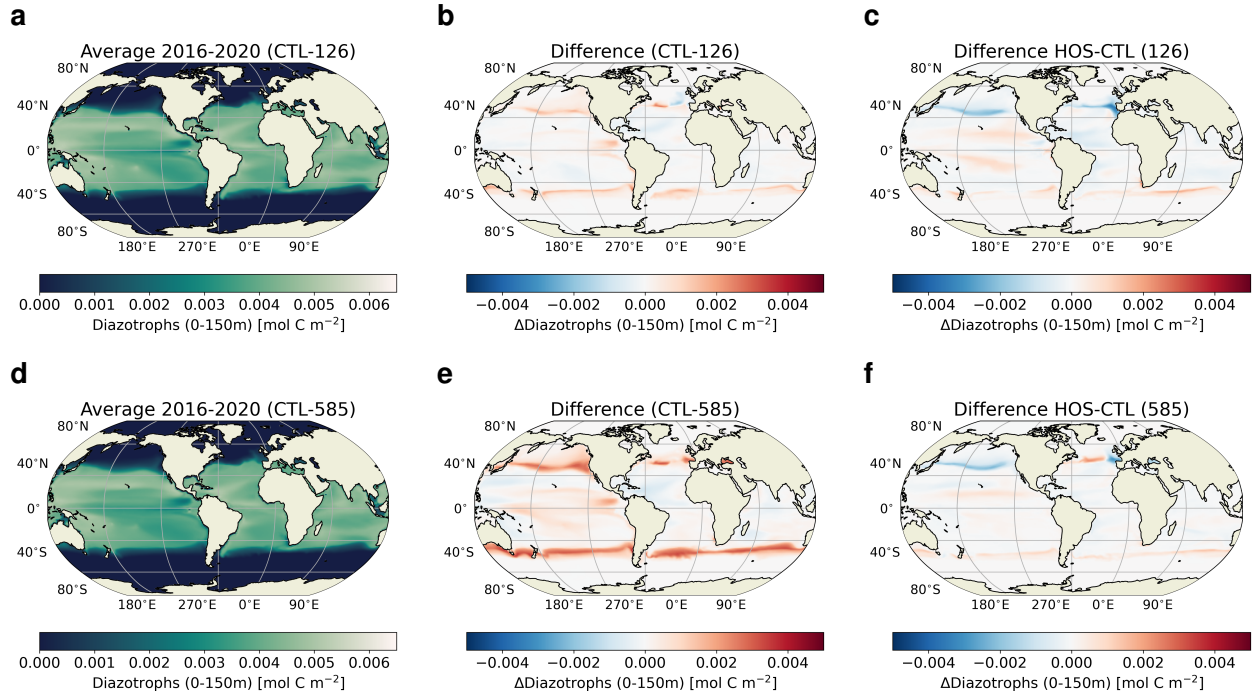 a
Average 2016-2020 (CTL-126)
80°N
40°N
0°
40°S
80°S
180°E 270°E 0°E 90°E
0.000 0.001 0.002 0.003 0.004 0.005 0.006
Diazotrophs (0-150m) [mol C m⁻²]
b
Difference (CTL-126)
80°N
40°N
0°
40°S
80°S
180°E 270°E 0°E 90°E
−0.004 −0.002 0.000 0.002 0.004
ΔDiazotrophs (0-150m) [mol C m⁻²]
c
Difference HOS-CTL (126)
80°N
40°N
0°
40°S
80°S
180°E 270°E 0°E 90°E
−0.004 −0.002 0.000 0.002 0.004
ΔDiazotrophs (0-150m) [mol C m⁻²]
d
Average 2016-2020 (CTL-585)
80°N
40°N
0°
40°S
80°S
180°E 270°E 0°E 90°E
0.000 0.001 0.002 0.003 0.004 0.005 0.006
Diazotrophs (0-150m) [mol C m⁻²]
e
Difference (CTL-585)
80°N
40°N
0°
40°S
80°S
180°E 270°E 0°E 90°E
−0.004 −0.002 0.000 0.002 0.004
ΔDiazotrophs (0-150m) [mol C m⁻²]
f
Difference HOS-CTL (585)
80°N
40°N
0°
40°S
80°S
180°E 270°E 0°E 90°E
−0.004 −0.002 0.000 0.002 0.004
ΔDiazotrophs (0-150m) [mol C m⁻²]